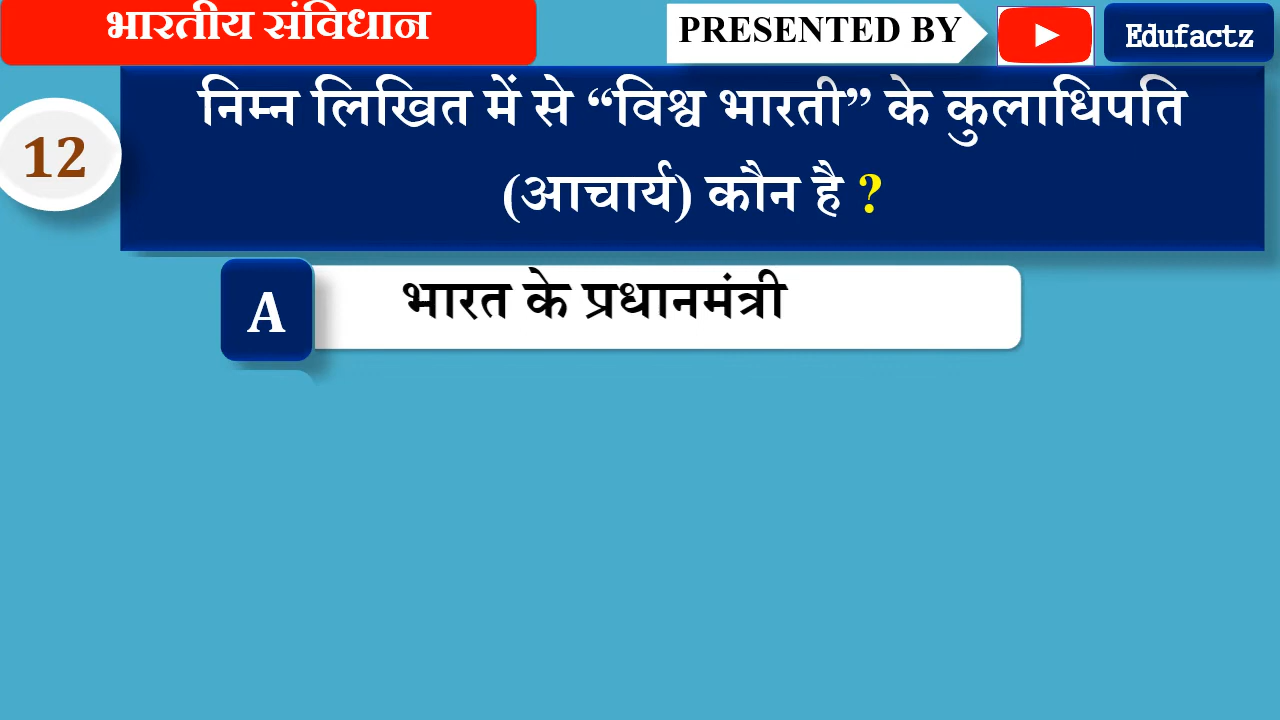 भारतीय संविधान
PRESENTED BY
Edufactz
12
निम्न लिखित में से “विश्व भारती” के कुलाधिपति
(आचार्य) कौन है ?
A
भारत के प्रधानमंत्री